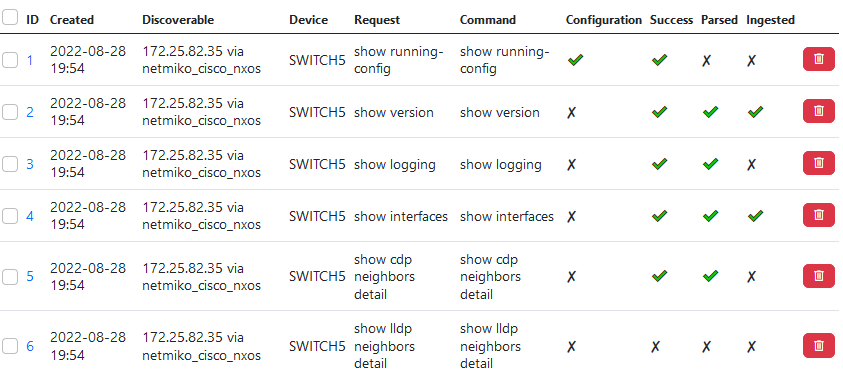 ID Created Discoverable Device Request Command Configuration Success Parsed Ingested
1 2022-08-28 19:54 172.25.82.35 via netmiko_cisco_nxos SWITCH5 show running-config show running-config ✔ ✔ ✗ ✗
2 2022-08-28 19:54 172.25.82.35 via netmiko_cisco_nxos SWITCH5 show version show version ✗ ✔ ✔ ✔
3 2022-08-28 19:54 172.25.82.35 via netmiko_cisco_nxos SWITCH5 show logging show logging ✗ ✔ ✔ ✗
4 2022-08-28 19:54 172.25.82.35 via netmiko_cisco_nxos SWITCH5 show interfaces show interfaces ✗ ✔ ✔ ✔
5 2022-08-28 19:54 172.25.82.35 via netmiko_cisco_nxos SWITCH5 show cdp neighbors detail show cdp neighbors detail ✗ ✔ ✔ ✗
6 2022-08-28 19:54 172.25.82.35 via netmiko_cisco_nxos SWITCH5 show lldp neighbors detail show lldp neighbors detail ✗ ✗ ✗ ✗